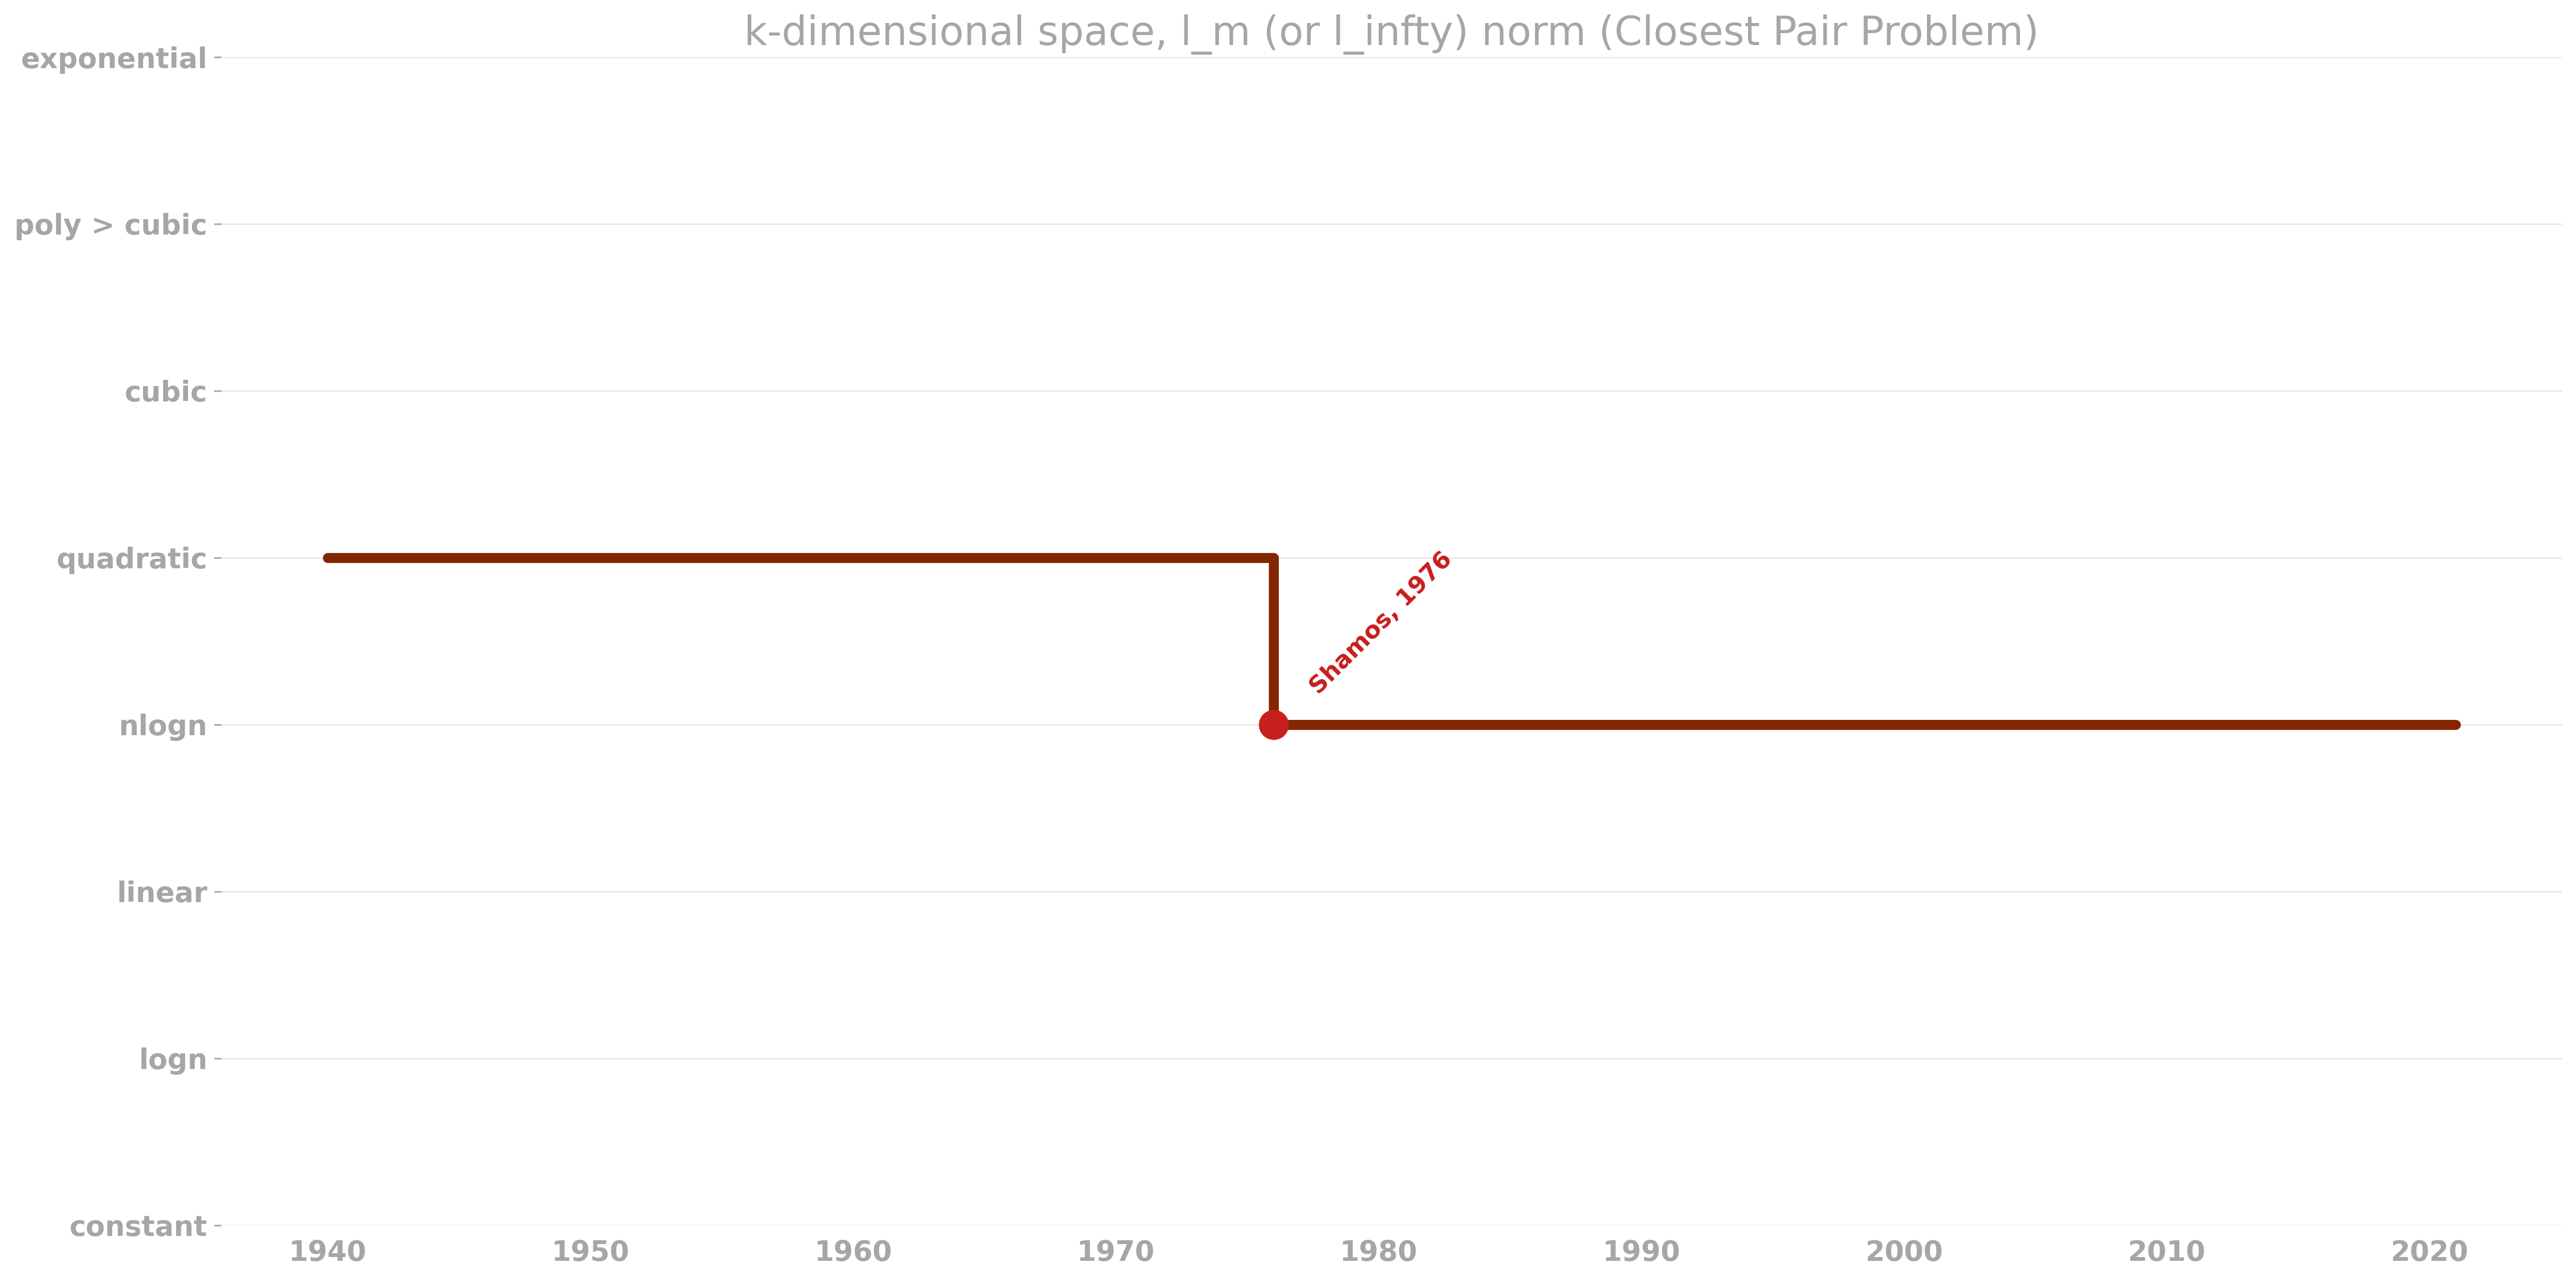 k-dimensional space, l_m (or l_infty) norm (Closest Pair Problem)
exponential
poly > cubic
cubic
quadratic
nlogn
linear
logn
constant
Shamos, 1976
1940 1950 1960 1970 1980 1990 2000 2010 2020